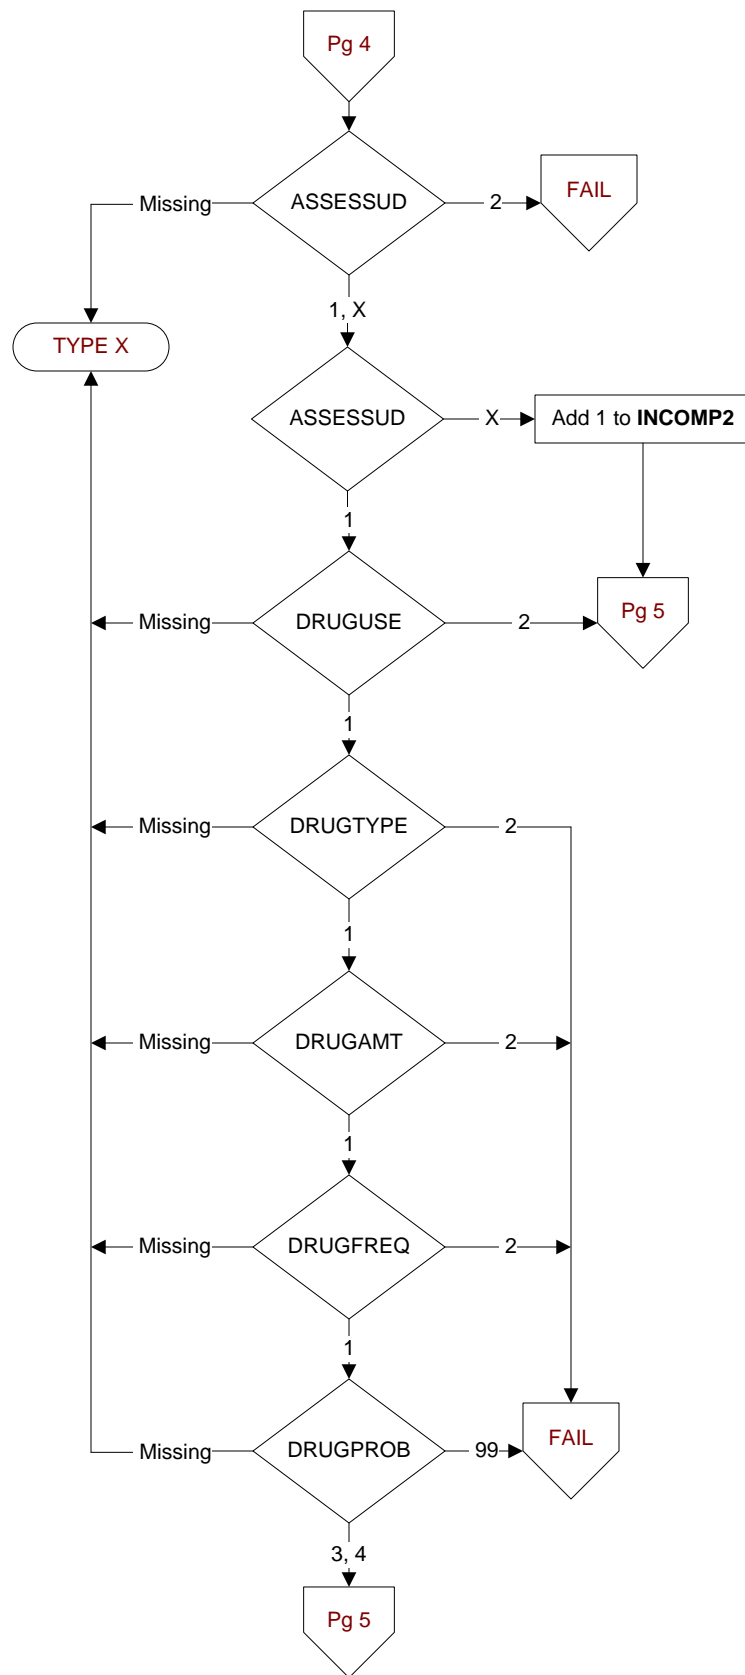 Pg 4
Missing
ASSESSUD
2
FAIL
1, X
TYPE X
ASSESSUD
X
Add 1 to INCOMP2
1
Missing
DRUGUSE
2
Pg 5
1
Missing
DRUGTYPE
2
1
Missing
DRUGAMT
2
1
Missing
DRUGFREQ
2
1
Missing
DRUGPROB
99
FAIL
3, 4
Pg 5